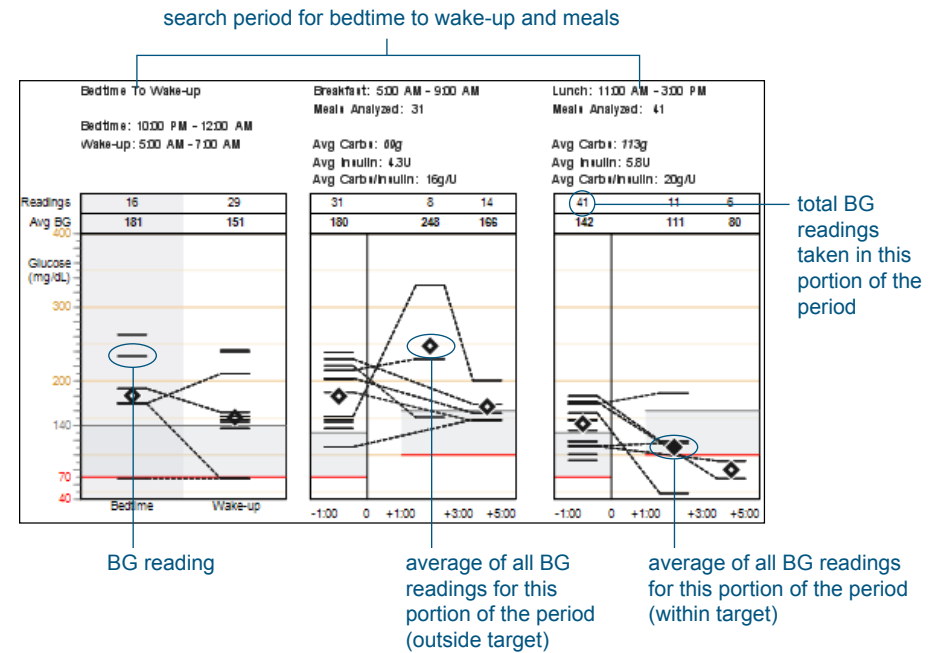 search period for bedtime to wake-up and meals
Bedtime To Wake-up
Bedtime: 10:00 PM - 12:00 AM
Wake-up: 5:00 AM - 7:00 AM
Breakfast: 5:00 AM - 9:00 AM
Meals Analyzed: 31
Avg Carbs:
Avg Insulin: 4.3U
Avg Carbs/Insulin: 16g/U
Lunch: 11:00 AM - 3:00 PM
Meals Analyzed: 41
Avg Carbs: 113g
Avg Insulin: 5.8U
Avg Carbs/Insulin: 20g/U
Readings 16 29 31 8 14 41 11 6
Avg BG 181 151 180 248 166 142 111 80
400
Glucose
(mg/dL)
300
200
140
70
40
Bedtime Wake-up
-1:00 0 +1:00 +3:00 +5:00
-1:00 0 +1:00 +3:00 +5:00
total BG
readings
taken in this
portion of the
period
BG reading
average of all BG
readings for this
portion of the period
(outside target)
average of all BG readings
for this portion of the period
(within target)